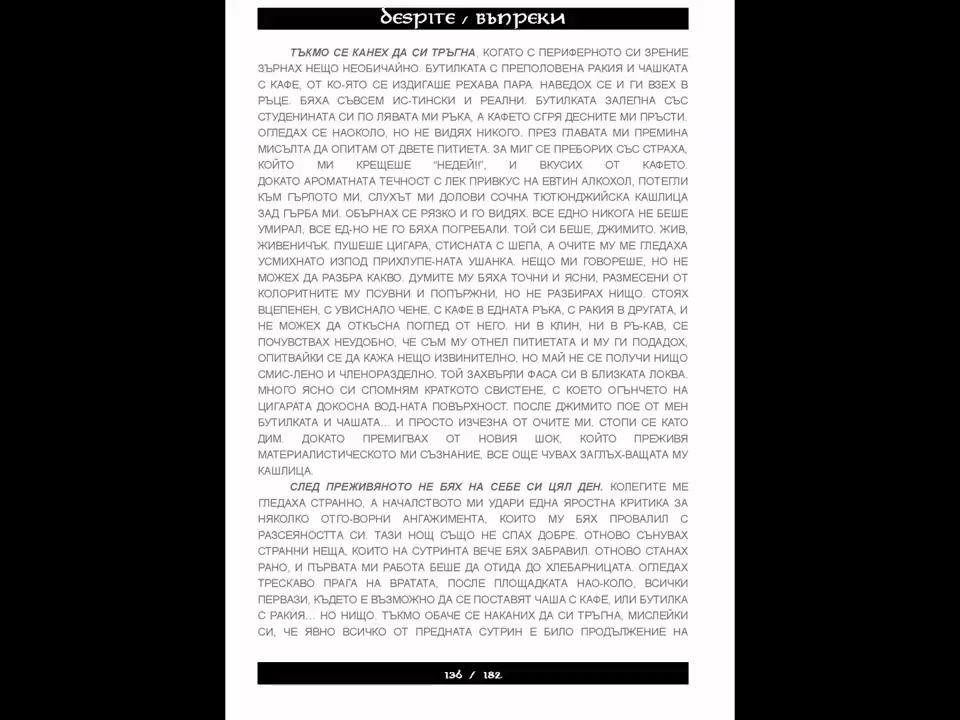 DESPITE / ВЪПРЕКИ
ТЪКМО СЕ КАНЕХ ДА СИ ТРЪГНА, КОГАТО С ПЕРИФЕРНОТО СИ ЗРЕНИЕ
ЗЪРНАХ НЕЩО НЕОБИЧАЙНО. БУТИЛКАТА С ПРЕПОЛОВЕНА РАКИЯ И ЧАШКАТА
С КАФЕ, ОТ КО-ЯТО СЕ ИЗДИГАШЕ РЕХАВА ПАРА. НАВЕДОХ СЕ И ГИ ВЗЕХ В
РЪЦЕ. БЯХА СЪВСЕМ ИС-ТИНСКИ И РЕАЛНИ. БУТИЛКАТА ЗАЛЕПНА СЪС
СТУДЕНИНАТА СИ ПО ЛЯВАТА МИ РЪКА, А КАФЕТО СГРЯ ДЕСНИТЕ МИ ПРЪСТИ.
ОГЛЕДАХ СЕ НАОКОЛО, НО НЕ ВИДЯХ НИКОГО. ПРЕЗ ГЛАВАТА МИ ПРЕМИНА
МИСЪЛТА ДА ОПИТАМ ОТ ДВЕТЕ ПИТИЕТА. ЗА МИГ СЕ ПРЕБОРИХ СЪС СТРАХА,
КОЙТО МИ КРЕЩЕШЕ "НЕДЕЙ!!", И ВКУСИХ ОТ КАФЕТО.
ДОКАТО АРОМАТНАТА ТЕЧНОСТ С ЛЕК ПРИВКУС НА ЕВТИН АЛКОХОЛ, ПОТЕГЛИ
КЪМ ГЪРЛОТО МИ, СЛУХЪТ МИ ДОЛОВИ СОЧНА ТЮТЮНДЖИЙСКА КАШЛИЦА
ЗАД ГЪРБА МИ. ОБЪРНАХ СЕ РЯЗКО И ГО ВИДЯХ. ВСЕ ЕДНО НИКОГА НЕ БЕШЕ
УМИРАЛ, ВСЕ ЕД-НО НЕ ГО БЯХА ПОГРЕБАЛИ. ТОЙ СИ БЕШЕ, ДЖИМИТО. ЖИВ,
ЖИВЕНИЧЪК. ПУШЕШЕ ЦИГАРА, СТИСНАТА С ШЕПА, А ОЧИТЕ МУ МЕ ГЛЕДАХА
УСМИХНАТО ИЗПОД ПРИХЛУПЕ-НАТА УШАНКА. НЕЩО МИ ГОВОРЕШЕ, НО НЕ
МОЖЕХ ДА РАЗБРА КАКВО. ДУМИТЕ МУ БЯХА ТОЧНИ И ЯСНИ, РАЗМЕСЕНИ ОТ
КОЛОРИТНИТЕ МУ ПСУВНИ И ПОПЪРЖНИ, НО НЕ РАЗБИРАХ НИЩО. СТОЯХ
ВЦЕПЕНЕН, С УВИСНАЛО ЧЕНЕ, С КАФЕ В ЕДНАТА РЪКА, С РАКИЯ В ДРУГАТА, И
НЕ МОЖЕХ ДА ОТКЪСНА ПОГЛЕД ОТ НЕГО. НИ В КЛИН, НИ В РЪ-КАВ, СЕ
ПОЧУВСТВАХ НЕУДОБНО, ЧЕ СЪМ МУ ОТНЕЛ ПИТИЕТАТА И МУ ГИ ПОДАДОХ,
ОПИТВАЙКИ СЕ ДА КАЖА НЕЩО ИЗВИНИТЕЛНО, НО МАЙ НЕ СЕ ПОЛУЧИ НИЩО
СМИС-ЛЕНО И ЧЛЕНОРАЗДЕЛНО. ТОЙ ЗАХВЪРЛИ ФАСА СИ В БЛИЗКАТА ЛОКВА.
МНОГО ЯСНО СИ СПОМНЯМ КРАТКОТО СВИСТЕНЕ, С КОЕТО ОГЪНЧЕТО НА
ЦИГАРАТА ДОКОСНА ВОД-НАТА ПОВЪРХНОСТ. ПОСЛЕ ДЖИМИТО ПОЕ ОТ МЕН
БУТИЛКАТА И ЧАШАТА... И ПРОСТО ИЗЧЕЗНА ОТ ОЧИТЕ МИ. СТОПИ СЕ КАТО
ДИМ. ДОКАТО ПРЕМИГВАХ ОТ НОВИЯ ШОК, КОЙТО ПРЕЖИВЯ
МАТЕРИАЛИСТИЧЕСКОТО МИ СЪЗНАНИЕ, ВСЕ ОЩЕ ЧУВАХ ЗАГЛЪХ-ВАЩАТА МУ
КАШЛИЦА.
СЛЕД ПРЕЖИВЯНОТО НЕ БЯХ НА СЕБЕ СИ ЦЯЛ ДЕН. КОЛЕГИТЕ МЕ
ГЛЕДАХА СТРАННО, А НАЧАЛСТВОТО МИ УДАРИ ЕДНА ЯРОСТНА КРИТИКА ЗА
НЯКОЛКО ОТГО-ВОРНИ АНГАЖИМЕНТА, КОИТО МУ БЯХ ПРОВАЛИЛ С
РАЗСЕЯНОСТТА СИ. ТАЗИ НОЩ СЪЩО НЕ СПАХ ДОБРЕ. ОТНОВО СЪНУВАХ
СТРАННИ НЕЩА, КОИТО НА СУТРИНТА ВЕЧЕ БЯХ ЗАБРАВИЛ. ОТНОВО СТАНАХ
РАНО, И ПЪРВАТА МИ РАБОТА БЕШЕ ДА ОТИДА ДО ХЛЕБАРНИЦАТА. ОГЛЕДАХ
ТРЕСКАВО ПРАГА НА ВРАТАТА, ПОСЛЕ ПЛОЩАДКАТА НАО-КОЛО, ВСИЧКИ
ПЕРВАЗИ, КЪДЕТО Е ВЪЗМОЖНО ДА СЕ ПОСТАВЯТ ЧАША С КАФЕ, ИЛИ БУТИЛКА
С РАКИЯ... НО НИЩО. ТЪКМО ОБАЧЕ СЕ НАКАНИХ ДА СИ ТРЪГНА, МИСЛЕЙКИ
СИ, ЧЕ ЯВНО ВСИЧКО ОТ ПРЕДНАТА СУТРИН Е БИЛО ПРОДЪЛЖЕНИЕ НА
136 / 182